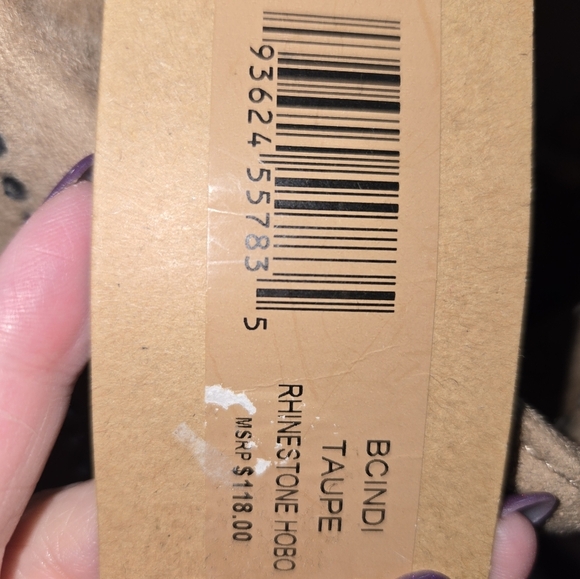 93624 55783 5
BCINDI
TAUPE
RHINESTONE HOBO
MSRP $118.00